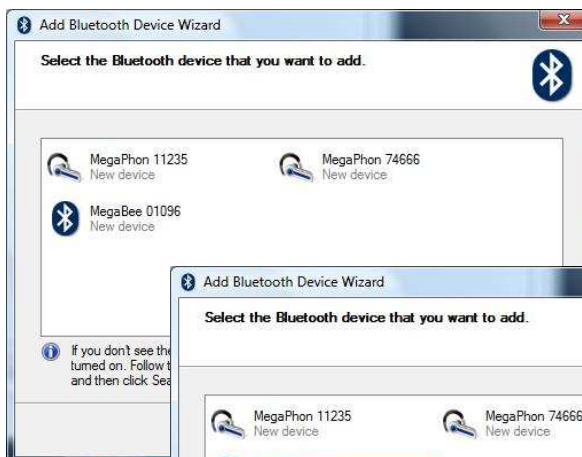 Add Bluetooth Device Wizard
Select the Bluetooth device that you want to add.
MegaPhon 11235
New device
MegaPhon 74666
New device
MegaBee 01096
New device
If you don't see the
turned on. Follow t
and then click Sea
Add Bluetooth Device Wizard
Select the Bluetooth device that you want to add.
MegaPhon 11235
New device
MegaPhon 74666
New device